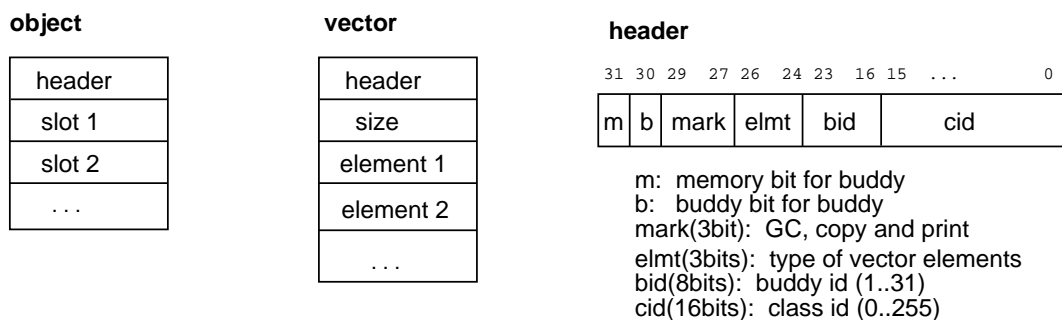 object
header
slot 1
slot 2
. . .
vector
header
size
element 1
element 2
. . .
header
31 30 29 27 26 24 23 16 15 ... 0
m b mark elmt bid cid
m: memory bit for buddy
b: buddy bit for buddy
mark(3bit): GC, copy and print
elmt(3bits): type of vector elements
bid(8bits): buddy id (1..31)
cid(16bits): class id (0..255)